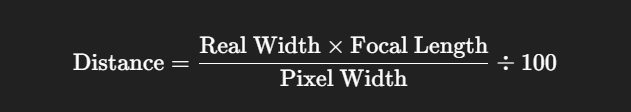 Distance = Real Width × Focal Length / Pixel Width ÷ 100